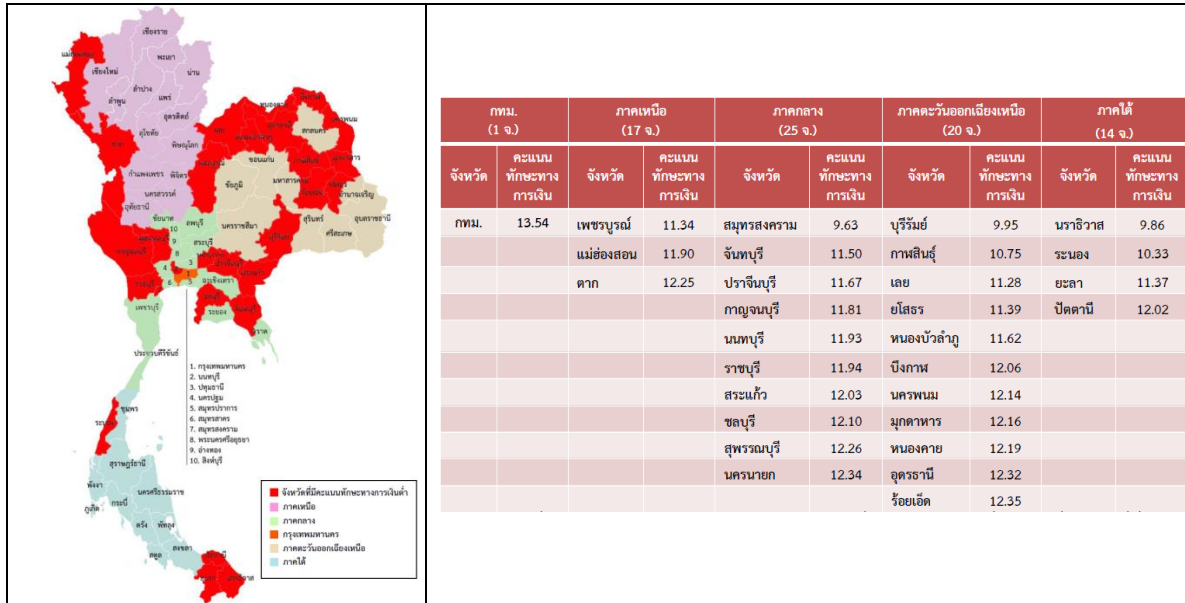 เชียงราย
แม่ฮ่องสอน
พะเยา
เชียงใหม่
น่าน
ลำปาง
ลำพูน
แพร่
อุตรดิตถ์
สุโขทัย
ตาก
พิษณุโลก
กำแพงเพชร
พิจิตร
นครสวรรค์
อุทัยธานี
สกลนคร
ขอนแก่น
ชัยภูมิ
มหาสารคาม
อำนาจเจริญ
อุบลราชธานี
สุรินทร์
ศรีสะเกษ
นครราชสีมา
ชัยนาท
ลพบุรี
10
9
สระบุรี
8
3
4
1
6
5
ฉะเชิงเทรา
ราชบุรี
ระยอง
ตราด
เพชรบุรี
ประจวบคีรีขันธ์
1. กรุงเทพมหานคร
2. นนทบุรี
3. ปทุมธานี
4. นครปฐม
5. สมุทรปราการ
6. สมุทรสาคร
7. สมุทรสงคราม
8. พระนครศรีอยุธยา
9. อ่างทอง
10. สิงห์บุรี
ชุมพร
ระนอง
สุราษฎร์ธานี
พังงา
นครศรีธรรมราช
กระบี่
ภูเก็ต
ตรัง
พัทลุง
สตูล
สงขลา
จังหวัดที่มีคะแนนทักษะทางการเงินต่ำ
ภาคเหนือ
ภาคกลาง
กรุงเทพมหานคร
ภาคตะวันออกเฉียงเหนือ
ภาคใต้
กทม. ภาคเหนือ ภาคกลาง ภาคตะวันออกเฉียงเหนือ ภาคใต้
(1 จ.) (17 จ.) (25 จ.) (20 จ.) (14 จ.)
จังหวัด คะแนนทักษะทางการเงิน จังหวัด คะแนนทักษะทางการเงิน จังหวัด คะแนนทักษะทางการเงิน จังหวัด คะแนนทักษะทางการเงิน จังหวัด คะแนนทักษะทางการเงิน
กทม. 13.54 เพชรบูรณ์ 11.34 สมุทรสงคราม 9.63 บุรีรัมย์ 9.95 นราธิวาส 9.86
แม่ฮ่องสอน 11.90 จันทบุรี 11.50 กาฬสินธุ์ 10.75 ระนอง 10.33
ตาก 12.25 ปราจีนบุรี 11.67 เลย 11.28 ยะลา 11.37
กาญจนบุรี 11.81 ยโสธร 11.39 ปัตตานี 12.02
นนทบุรี 11.93 หนองบัวลำภู 11.62
ราชบุรี 11.94 บึงกาฬ 12.06
สระแก้ว 12.03 นครพนม 12.14
ชลบุรี 12.10 มุกดาหาร 12.16
สุพรรณบุรี 12.26 หนองคาย 12.19
นครนายก 12.34 อุดรธานี 12.32
ร้อยเอ็ด 12.35